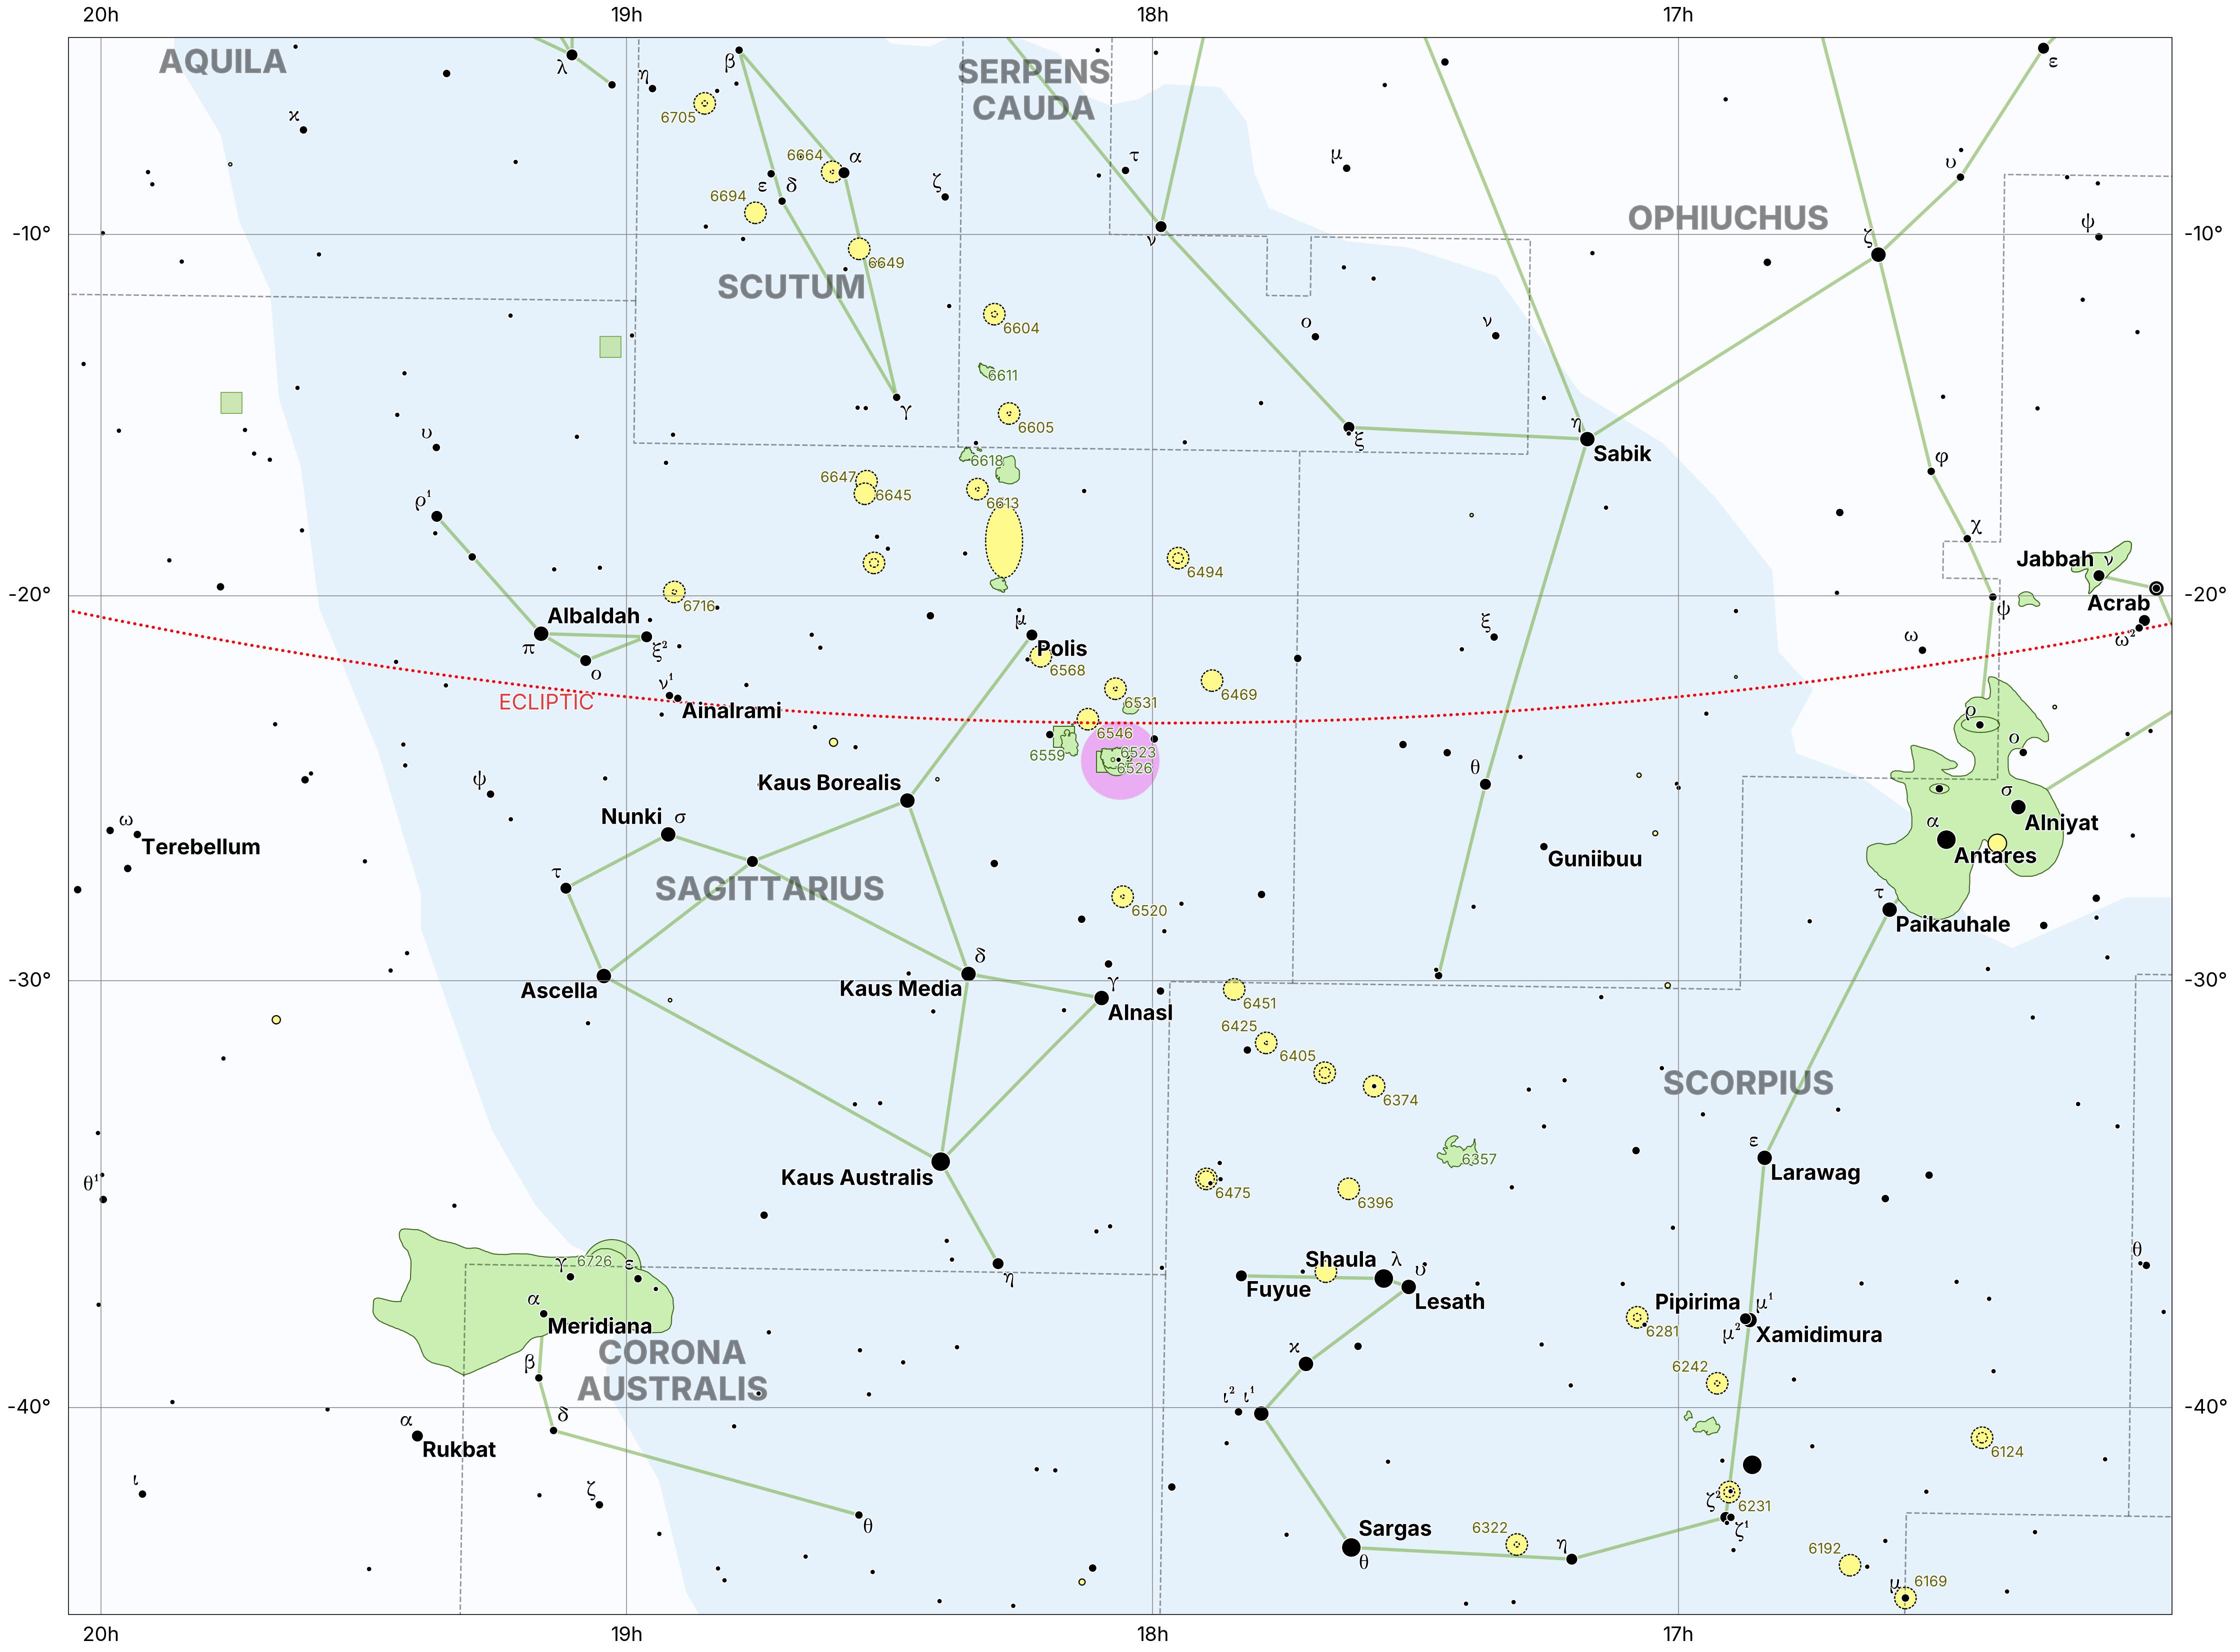 20h
19h
18h
17h
AQUILA
λ
η
β
SERPENS
CAUDA
ε
6705
ϰ
6664
α
τ
μ
υ
ε
δ
6694
ζ
ψ
OPHIUCHUS
-10°
ν
ζ
-10°
6649
SCUTUM
6604
ο
ν
6611
γ
6605
υ
ξ
η
Sabik
φ
6618
6647
6645
ρ¹
6613
χ
Jabbah
ν
6494
-20°
6716
Acrab
-20°
Albaldah
π
ο
ξ²
μ
Polis
6568
ξ
ψ
ω
ω²
ECLIPTIC
ν¹
Ainalrami
6531
6469
6546
6559
6523
6526
ρ
ο
ψ
Kaus Borealis
θ
σ
Alniyat
ω
Terebellum
Nunki
σ
Guniibuu
α
Antares
τ
SAGITTARIUS
6520
τ
Paikauhale
-30°
Ascella
δ
Kaus Media
γ
Alnasl
-30°
6451
6425
6405
6374
SCORPIUS
6357
ε
Larawag
θ¹
Kaus Australis
6475
6396
γ
6726
ε
η
Shaula
λ
υ
Fuyue
Lesath
θ
α
Meridiana
Pipirima
μ¹
μ²
Xamidimura
6281
CORONA
AUSTRALIS
β
ϰ
6242
-40°
δ
ι²
ι¹
-40°
α
Rukbat
6124
ι
ζ
θ
ζ²
6231
ζ¹
Sargas
θ
6322
η
6192
μ
6169
20h
19h
18h
17h